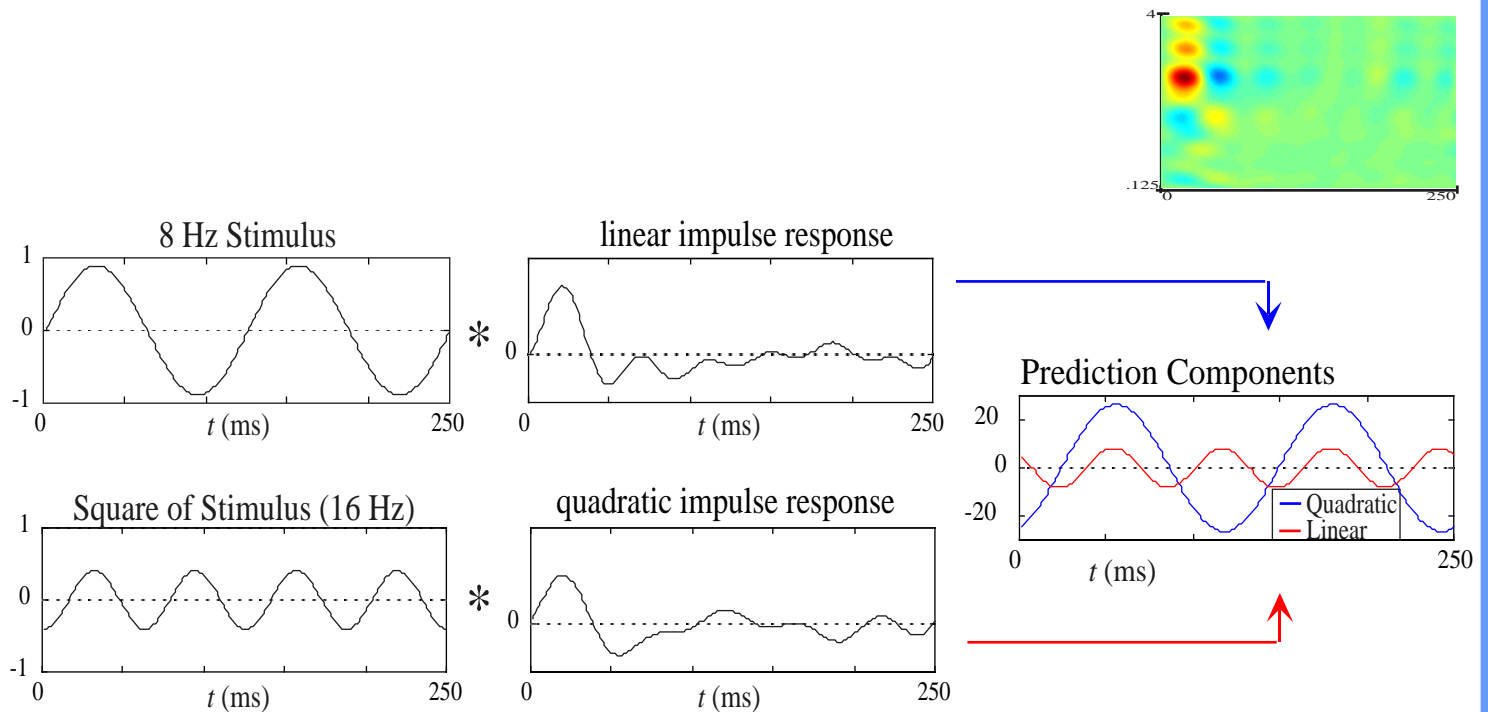 4
.125
0
250
8 Hz Stimulus
1
0
-1
0
250
t (ms)
*
linear impulse response
0
0
250
t (ms)
Prediction Components
20
0
-20
Quadratic
Linear
0
250
t (ms)
Square of Stimulus (16 Hz)
1
0
-1
0
250
t (ms)
*
quadratic impulse response
0
0
250
t (ms)